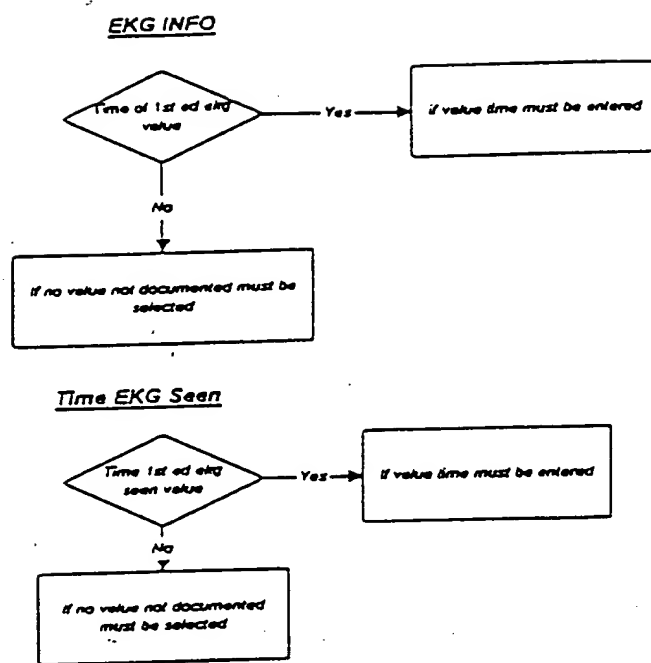 EKG INFO
Time of 1st ed ekg
value
Yes
if value time must be entered
No
If no value not documented must be
selected
Time EKG Seen
Time 1st ed ekg
seen value
Yes
If value time must be entered
No
If no value not documented
must be selected